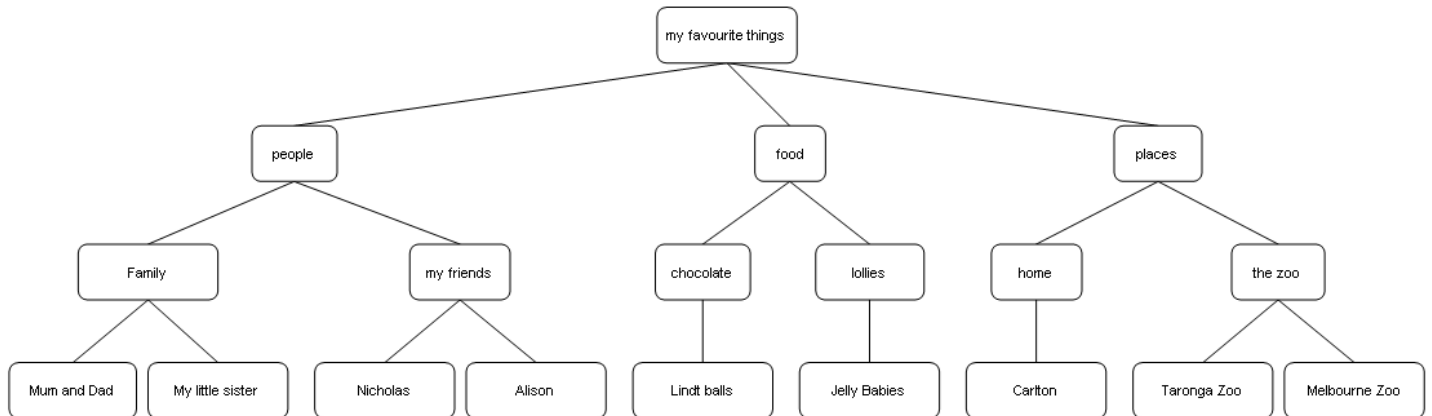 my favourite things
people
food
places
Family
my friends
chocolate
lollies
home
the zoo
Mum and Dad
My little sister
Nicholas
Alison
Lindt balls
Jelly Babies
Carlton
Taronga Zoo
Melbourne Zoo